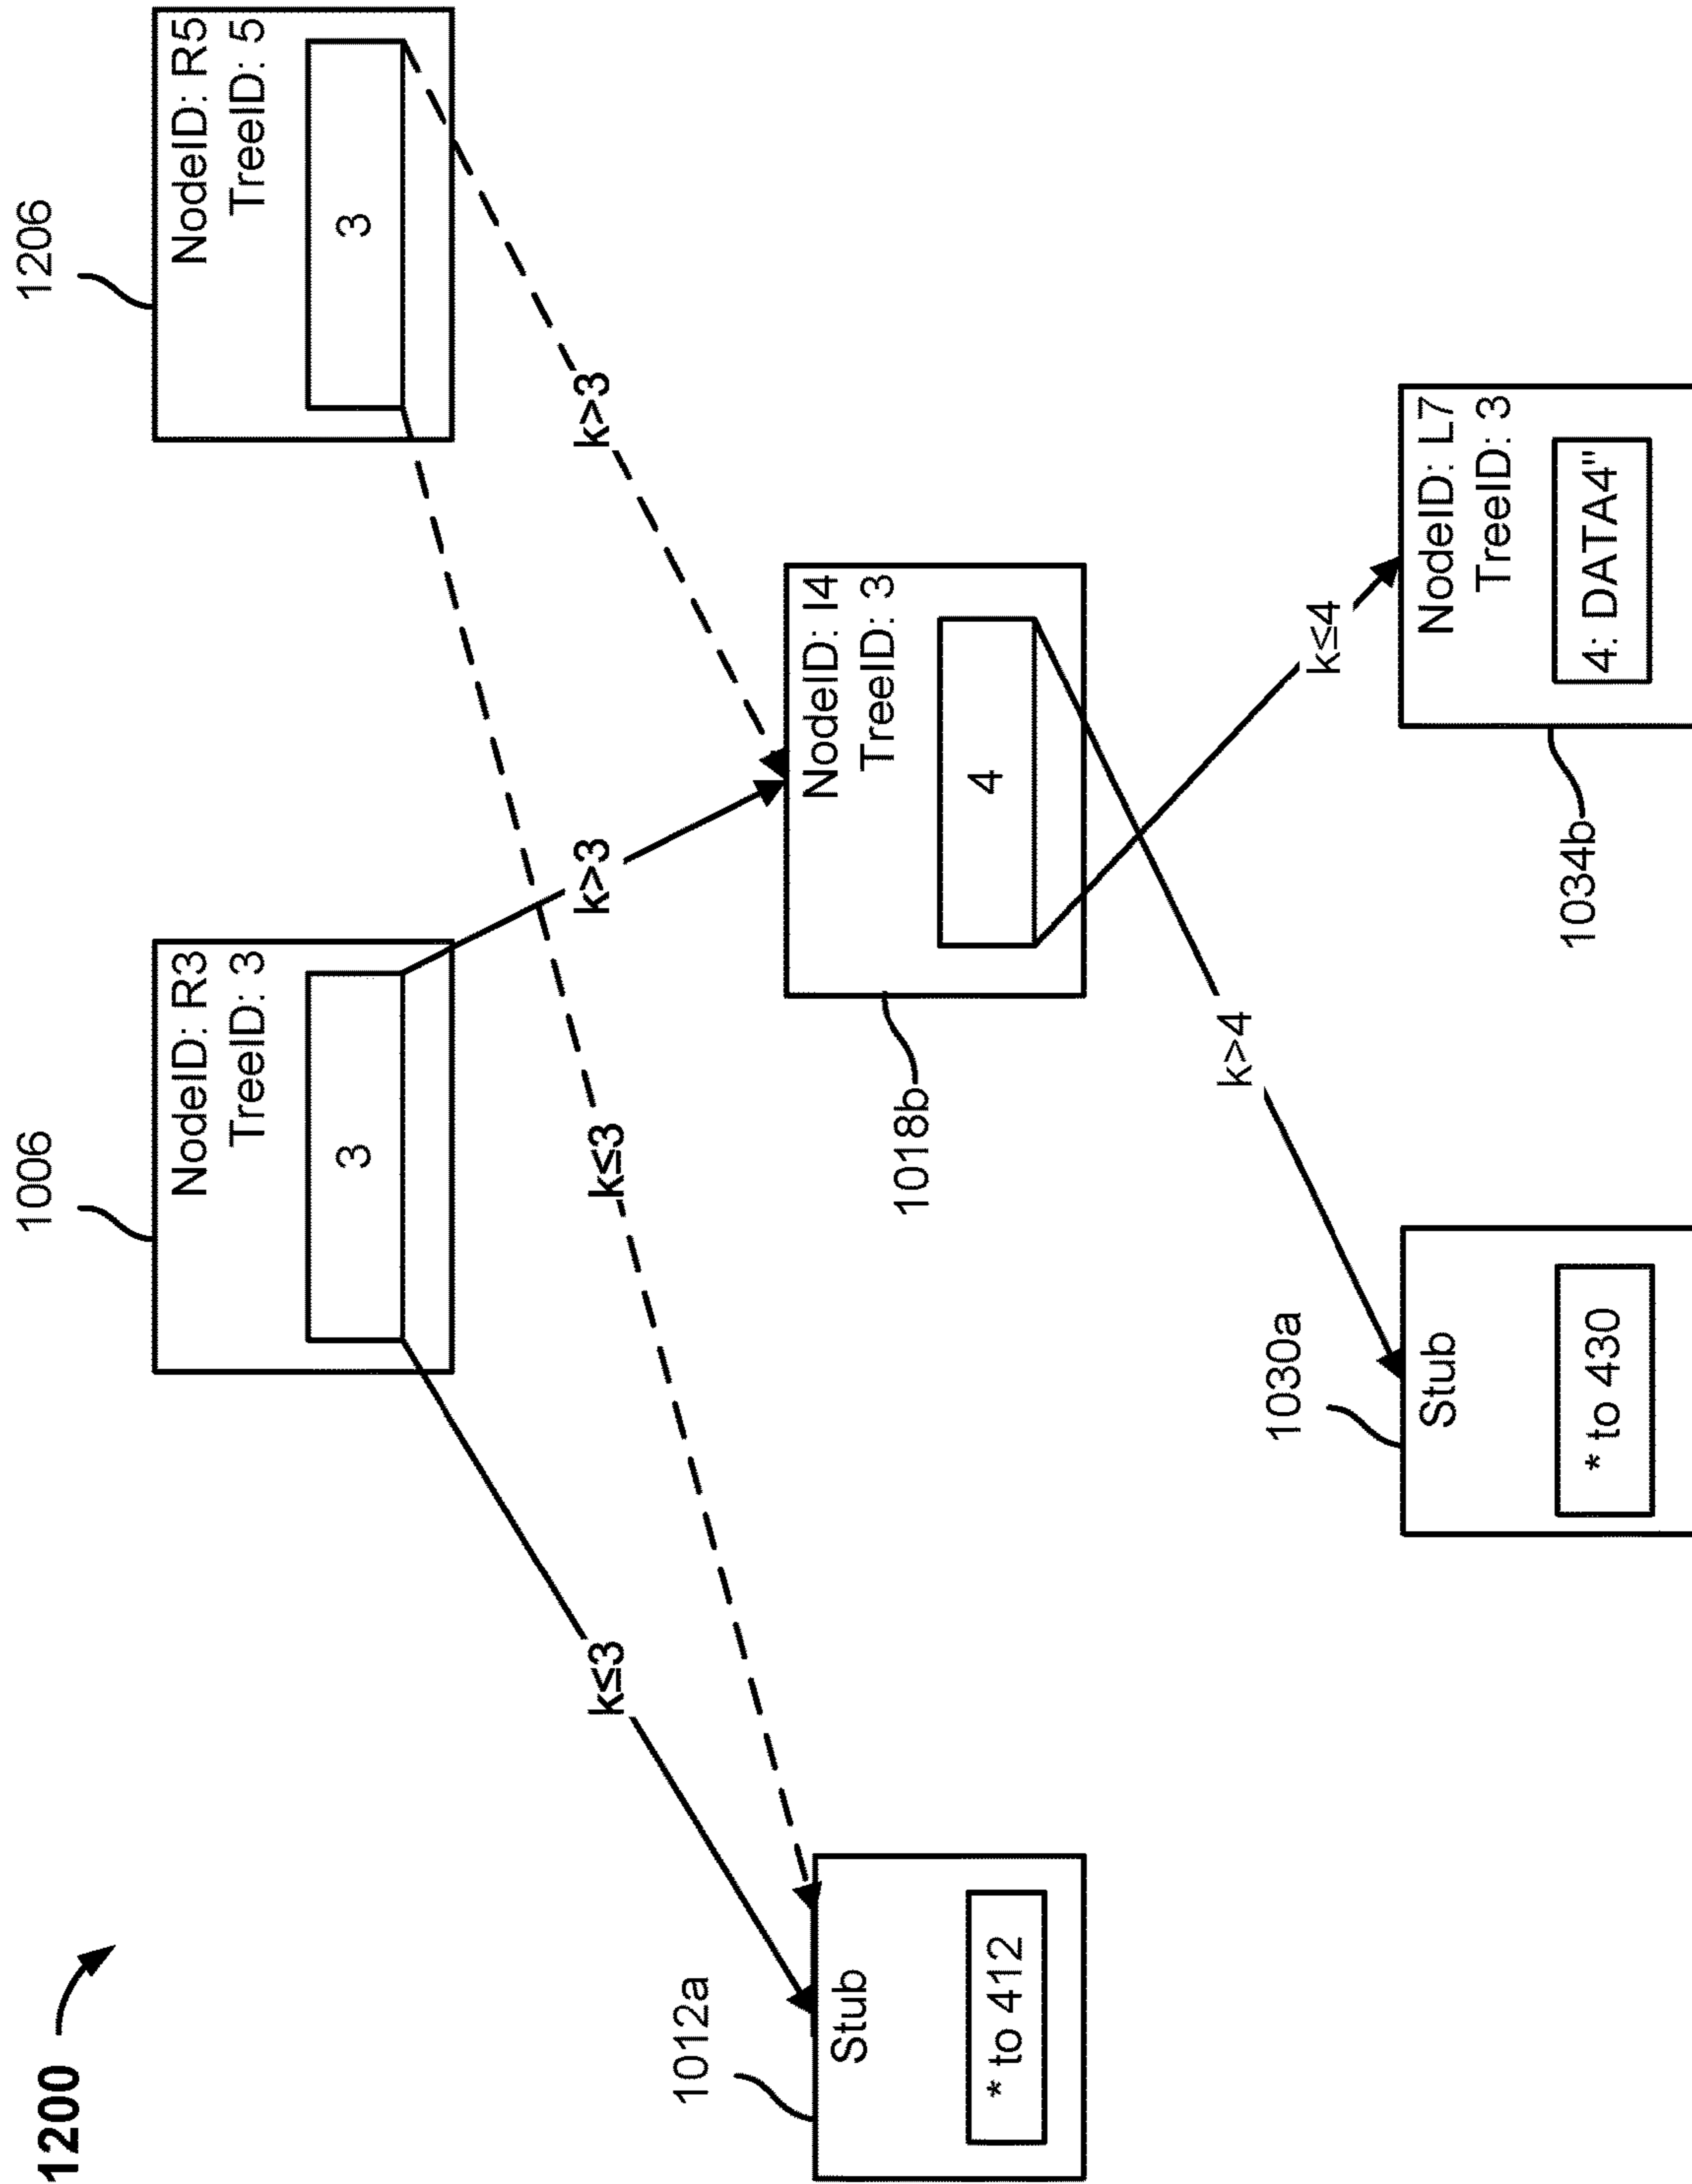 1200
1006
NodeID: R3
TreeID: 3
3
1206
NodeID: R5
TreeID: 5
3
k≤3
k≤3
k>3
k>3
1012a
Stub
* to 412
1018b
NodeID: I4
TreeID: 3
4
k>4
k≤4
1030a
Stub
* to 430
1034b
NodeID: L7
TreeID: 3
4: DATA4"